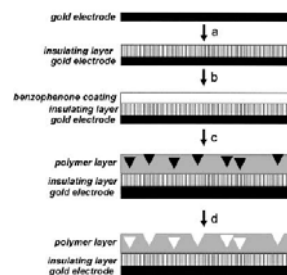 gold electrode
a
insulating layer
gold electrode
b
benzophenone coating
insulating layer
gold electrode
c
polymer layer
insulating layer
gold electrode
d
polymer layer
insulating layer
gold electrode